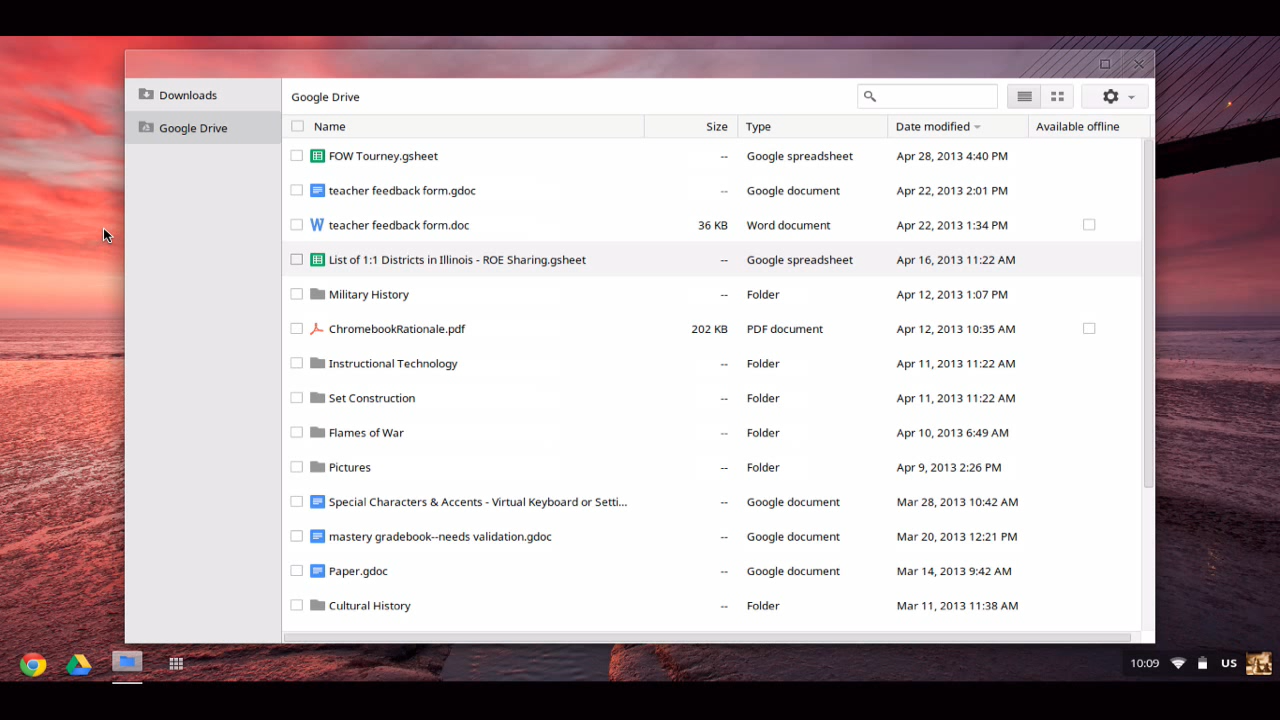 Downloads
Google Drive
Google Drive
Name Size Type Date modified Available offline
FOW Tourney.gsheet -- Google spreadsheet Apr 28, 2013 4:40 PM
teacher feedback form.gdoc -- Google document Apr 22, 2013 2:01 PM
W teacher feedback form.doc 36 KB Word document Apr 22, 2013 1:34 PM
List of 1:1 Districts in Illinois - ROE Sharing.gsheet -- Google spreadsheet Apr 16, 2013 11:22 AM
Military History -- Folder Apr 12, 2013 1:07 PM
ChromebookRationale.pdf 202 KB PDF document Apr 12, 2013 10:35 AM
Instructional Technology -- Folder Apr 11, 2013 11:22 AM
Set Construction -- Folder Apr 11, 2013 11:22 AM
Flames of War -- Folder Apr 10, 2013 6:49 AM
Pictures -- Folder Apr 9, 2013 2:26 PM
Special Characters & Accents - Virtual Keyboard or Setti... -- Google document Mar 28, 2013 10:42 AM
mastery gradebook--needs validation.gdoc -- Google document Mar 20, 2013 12:21 PM
Paper.gdoc -- Google document Mar 14, 2013 9:42 AM
Cultural History -- Folder Mar 11, 2013 11:38 AM
10:09 US